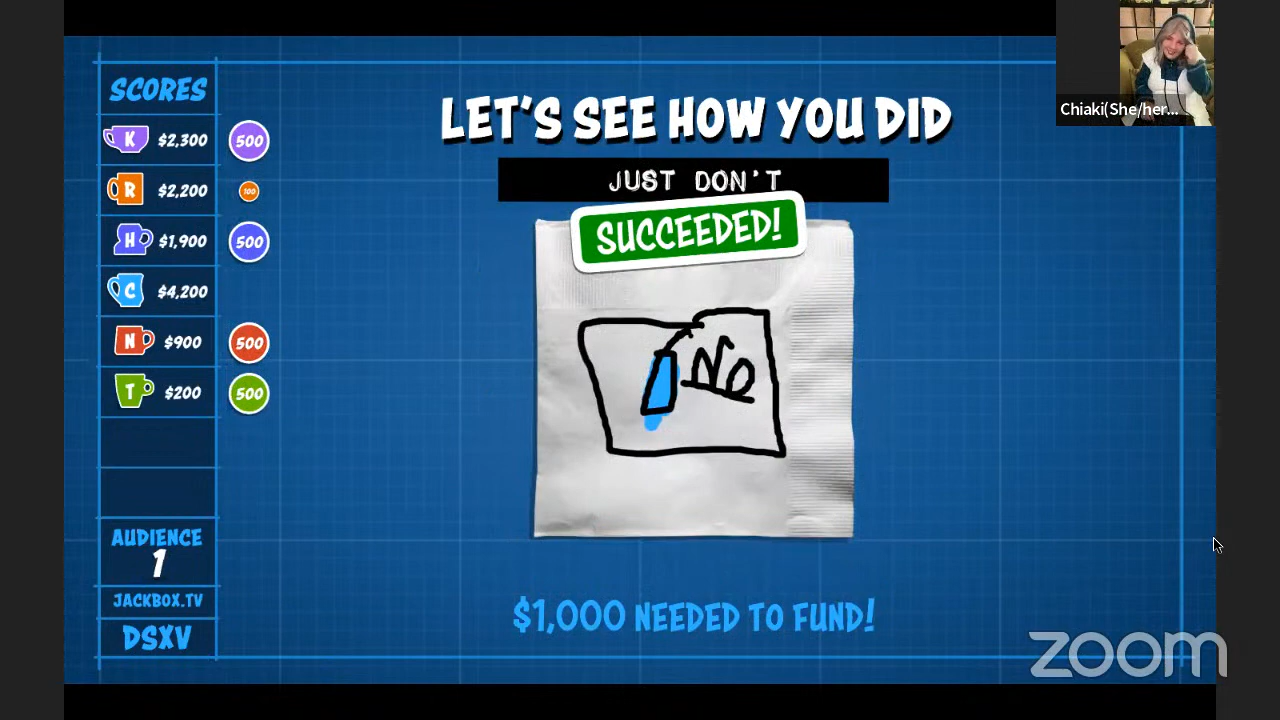 Chiaki(She/her...
SCORES
K $2,300 500
R $2,200 100
H $1,900 500
C $4,200
N $900 500
T $200 500
AUDIENCE
1
JACKBOX.TV
DSXV
LET'S SEE HOW YOU DID
JUST DON'T
SUCCEEDED!
NO
$1,000 NEEDED TO FUND!
zoom